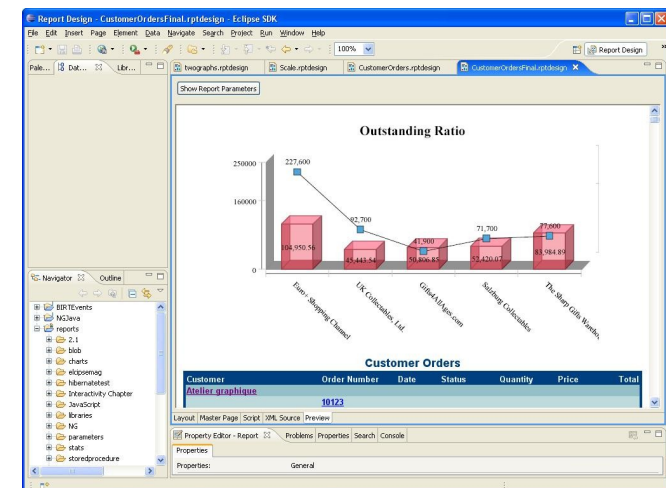 Report Design - CustomerOrdersFinal.rptdesign - Eclipse SDK
File Edit Insert Page Element Data Navigate Search Project Run Window Help
100% Report Design
Pale... Dat... Libr... twographs.rptdesign Scale.rptdesign CustomerOrders.rptdesign CustomerOrdersFinal.rptdesign
Show Report Parameters
Outstanding Ratio
250000
160000
0
227,600
92,700
41,900
71,700
77,600
104,950.56
45,443.54
50,806.85
52,420.07
83,984.89
Euro+ Shopping Channel
UK Collectables, Ltd.
Gifts4AllAges.com
Salzburg Collectables
The Sharp Gifts Wareho,
Customer Orders
Customer Order Number Date Status Quantity Price Total
Atelier graphique
10123
Layout Master Page Script XML Source Preview
Navigator Outline
BIRTEvents
NGJava
reports
2.1
blob
charts
elcipsemag
hibernatetest
Interactivity Chapter
JavaScript
libraries
NG
parameters
stats
storedprocedure
Property Editor - Report Problems Properties Search Console
Properties
Properties: General